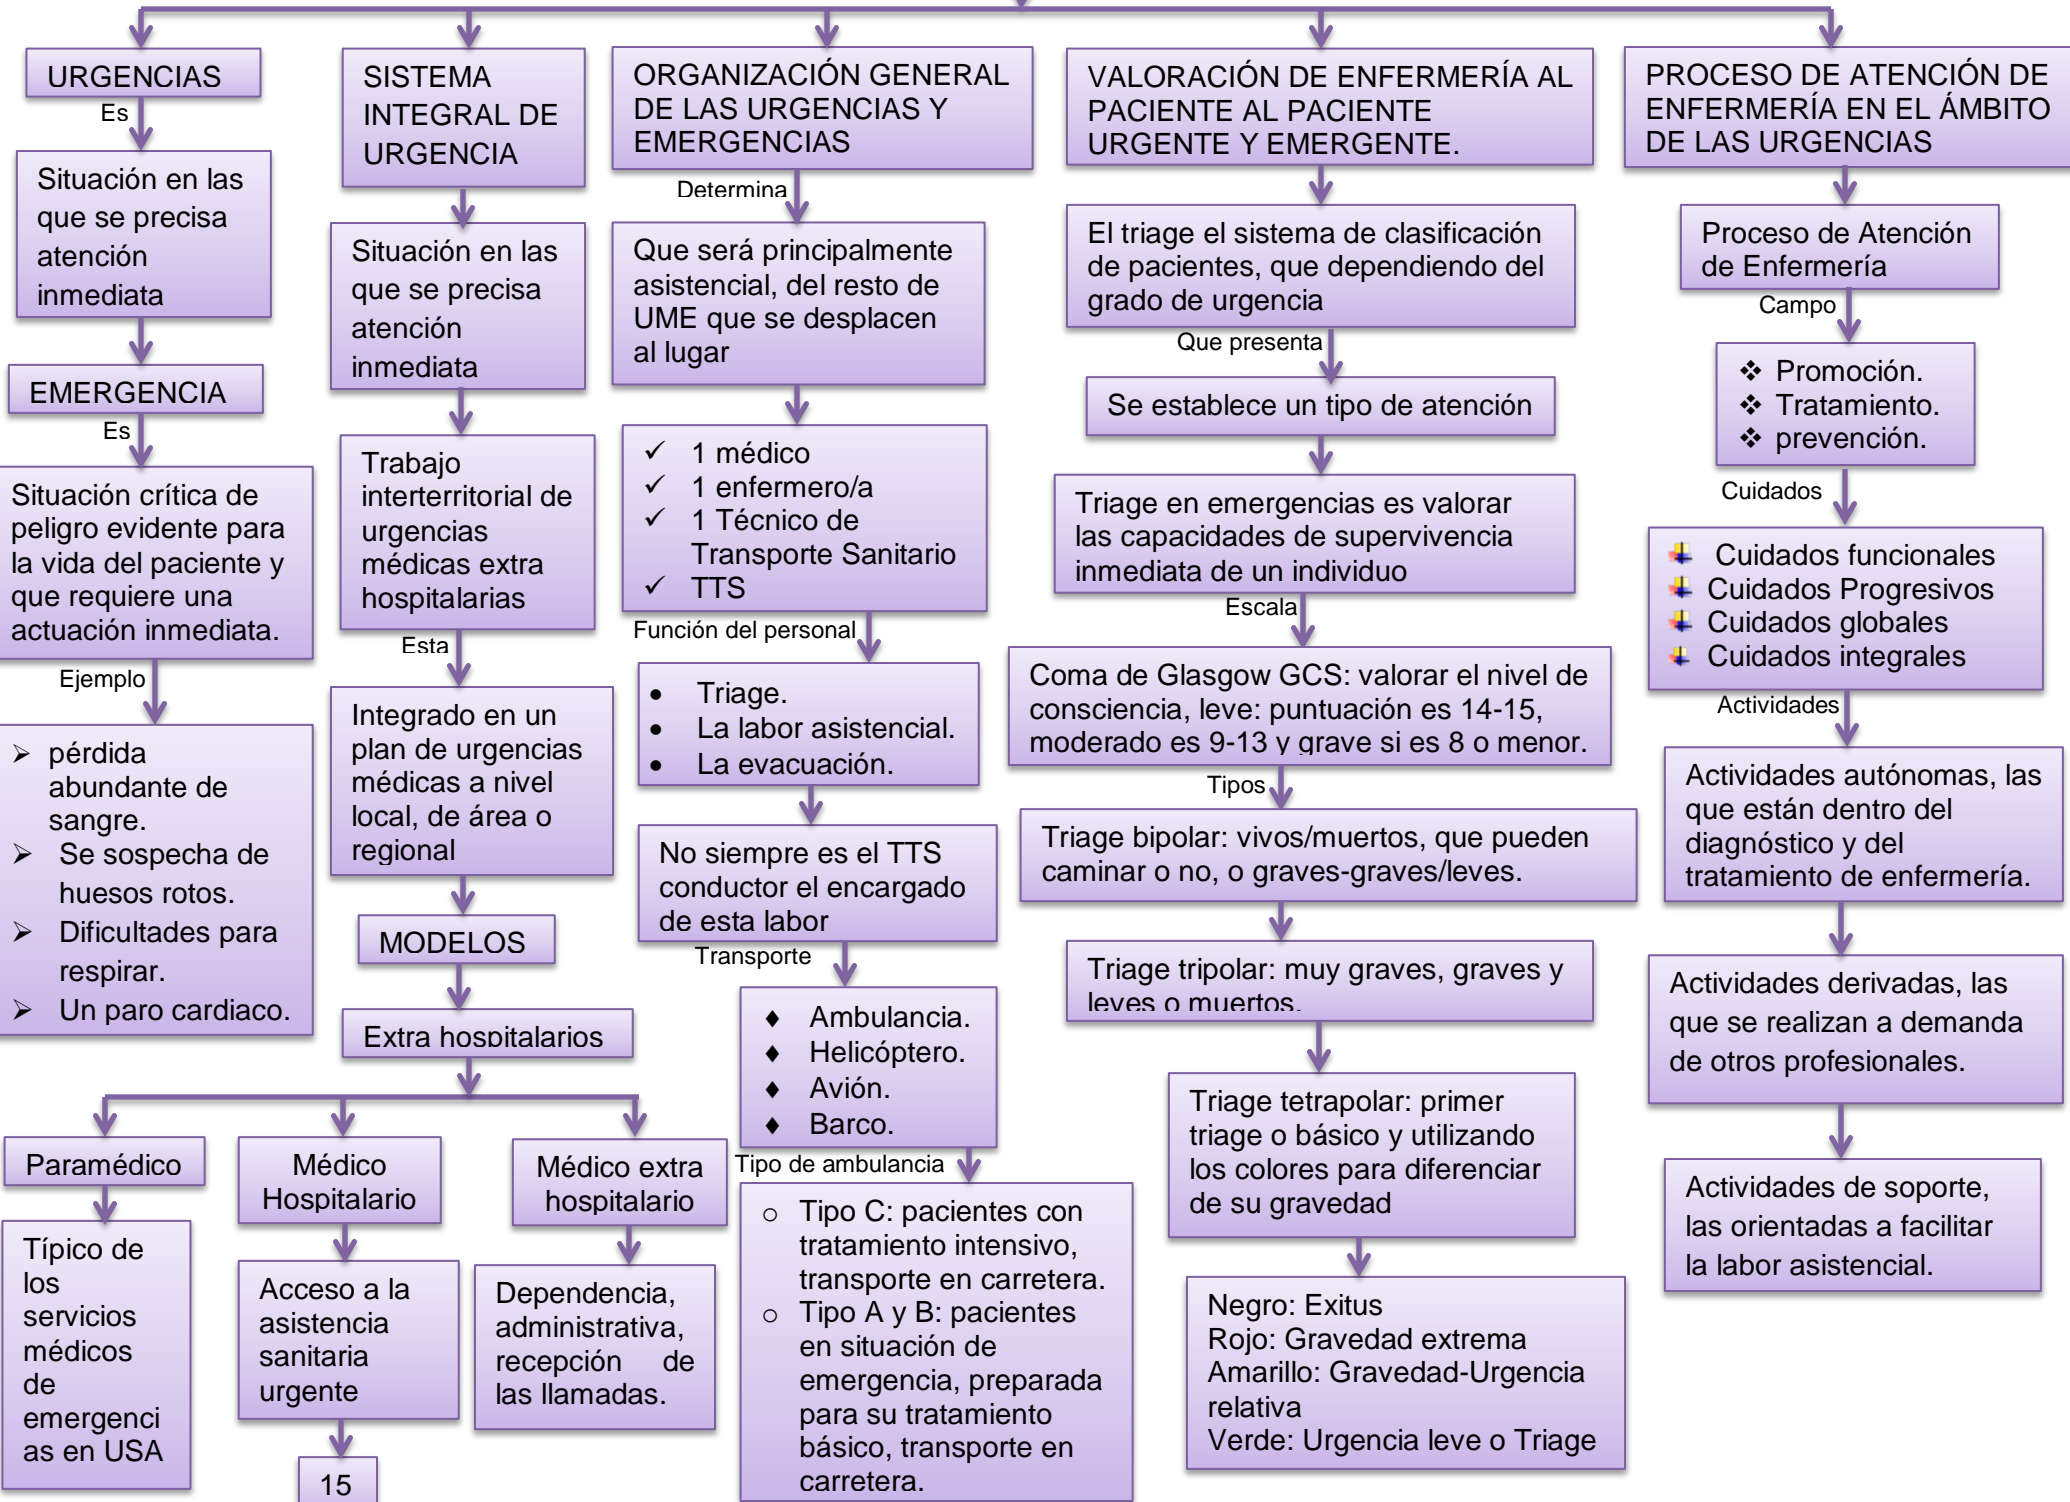 URGENCIAS
Es
Situación en las
que se precisa
atención
inmediata
EMERGENCIA
Es
Situación crítica de
peligro evidente para
la vida del paciente y
que requiere una
actuación inmediata.
Ejemplo
➢ pérdida
abundante de
sangre.
➢ Se sospecha de
huesos rotos.
➢ Dificultades para
respirar.
➢ Un paro cardiaco.
SISTEMA
INTEGRAL DE
URGENCIA
Situación en las
que se precisa
atención
inmediata
Trabajo
interterritorial de
urgencias
médicas extra
hospitalarias
Esta
Integrado en un
plan de urgencias
médicas a nivel
local, de área o
regional
MODELOS
Extra hospitalarios
Paramédico
Típico de
los
servicios
médicos
de
emergenci
as en USA
Médico
Hospitalario
Acceso a la
asistencia
sanitaria
urgente
15
Médico extra
hospitalario
Dependencia,
administrativa,
recepción de
las llamadas.
ORGANIZACIÓN GENERAL
DE LAS URGENCIAS Y
EMERGENCIAS
Determina
Que será principalmente
asistencial, del resto de
UME que se desplacen
al lugar
✓ 1 médico
✓ 1 enfermero/a
✓ 1 Técnico de
Transporte Sanitario
✓ TTS
Función del personal
• Triage.
• La labor asistencial.
• La evacuación.
No siempre es el TTS
conductor el encargado
de esta labor
Transporte
♦ Ambulancia.
♦ Helicóptero.
♦ Avión.
♦ Barco.
Tipo de ambulancia
○ Tipo C: pacientes con
tratamiento intensivo,
transporte en carretera.
○ Tipo A y B: pacientes
en situación de
emergencia, preparada
para su tratamiento
básico, transporte en
carretera.
VALORACIÓN DE ENFERMERÍA AL
PACIENTE AL PACIENTE
URGENTE Y EMERGENTE.
El triage el sistema de clasificación
de pacientes, que dependiendo del
grado de urgencia
Que presenta
Se establece un tipo de atención
Triage en emergencias es valorar
las capacidades de supervivencia
inmediata de un individuo
Escala
Coma de Glasgow GCS: valorar el nivel de
consciencia, leve: puntuación es 14-15,
moderado es 9-13 y grave si es 8 o menor.
Tipos
Triage bipolar: vivos/muertos, que pueden
caminar o no, o graves-graves/leves.
Triage tripolar: muy graves, graves y
leves o muertos.
Triage tetrapolar: primer
triage o básico y utilizando
los colores para diferenciar
de su gravedad
Negro: Exitus
Rojo: Gravedad extrema
Amarillo: Gravedad-Urgencia
relativa
Verde: Urgencia leve o Triage
PROCESO DE ATENCIÓN DE
ENFERMERÍA EN EL ÁMBITO
DE LAS URGENCIAS
Proceso de Atención
de Enfermería
Campo
❖ Promoción.
❖ Tratamiento.
❖ prevención.
Cuidados
Cuidados funcionales
Cuidados Progresivos
Cuidados globales
Cuidados integrales
Actividades
Actividades autónomas, las
que están dentro del
diagnóstico y del
tratamiento de enfermería.
Actividades derivadas, las
que se realizan a demanda
de otros profesionales.
Actividades de soporte,
las orientadas a facilitar
la labor asistencial.